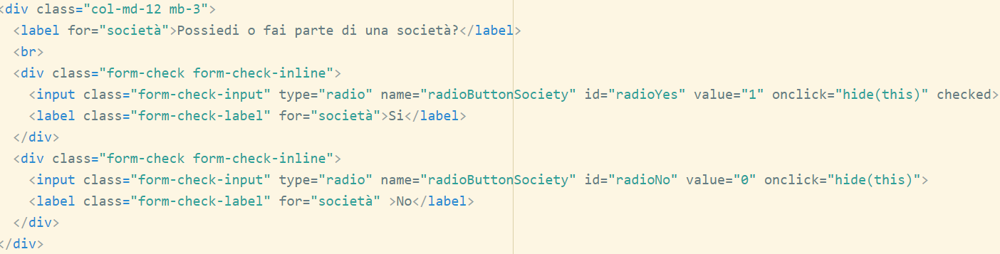 <div class="col-md-12 mb-3">
<label for="società">Possiedi o fai parte di una società?</label>
<br>
<div class="form-check form-check-inline">
<input class="form-check-input" type="radio" name="radioButtonSociety" id="radioYes" value="1" onclick="hide(this)" checked>
<label class="form-check-label" for="società">Si</label>
</div>
<div class="form-check form-check-inline">
<input class="form-check-input" type="radio" name="radioButtonSociety" id="radioNo" value="0" onclick="hide(this)">
<label class="form-check-label" for="società" >No</label>
</div>
</div>